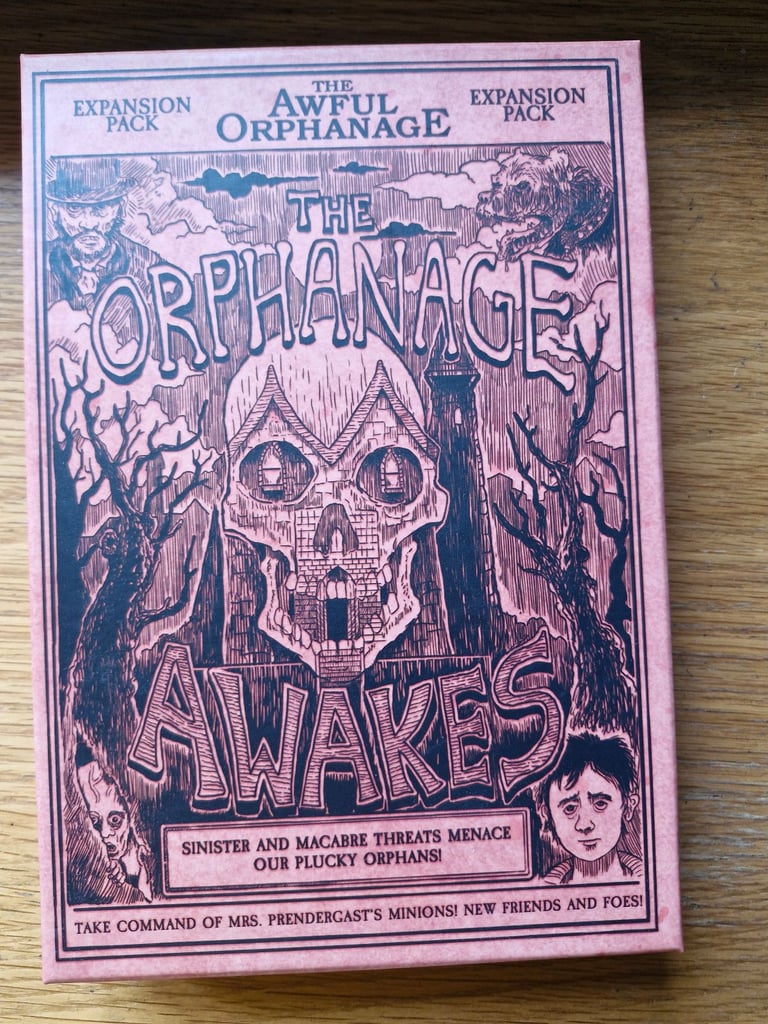 EXPANSION PACK
THE AWFUL ORPHANAGE
EXPANSION PACK
THE
ORPHANAGE
AWAKES
SINISTER AND MACABRE THREATS MENACE
OUR PLUCKY ORPHANS!
TAKE COMMAND OF MRS. PRENDERGAST'S MINIONS! NEW FRIENDS AND FOES!